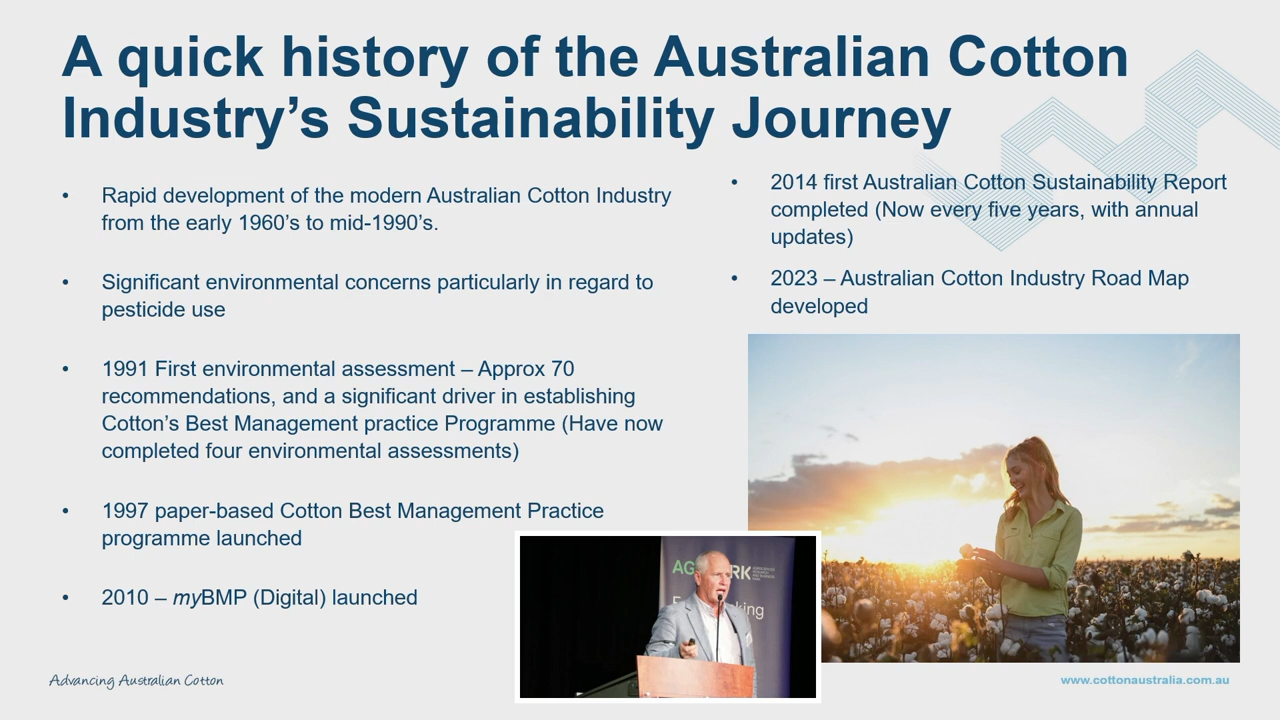 A quick history of the Australian Cotton
Industry’s Sustainability Journey
• Rapid development of the modern Australian Cotton Industry
from the early 1960’s to mid-1990’s.
• Significant environmental concerns particularly in regard to
pesticide use
• 1991 First environmental assessment – Approx 70
recommendations, and a significant driver in establishing
Cotton’s Best Management practice Programme (Have now
completed four environmental assessments)
• 1997 paper-based Cotton Best Management Practice
programme launched
• 2010 – myBMP (Digital) launched
• 2014 first Australian Cotton Sustainability Report
completed (Now every five years, with annual
updates)
• 2023 – Australian Cotton Industry Road Map
developed
Advancing Australian Cotton
www.cottonaustralia.com.au